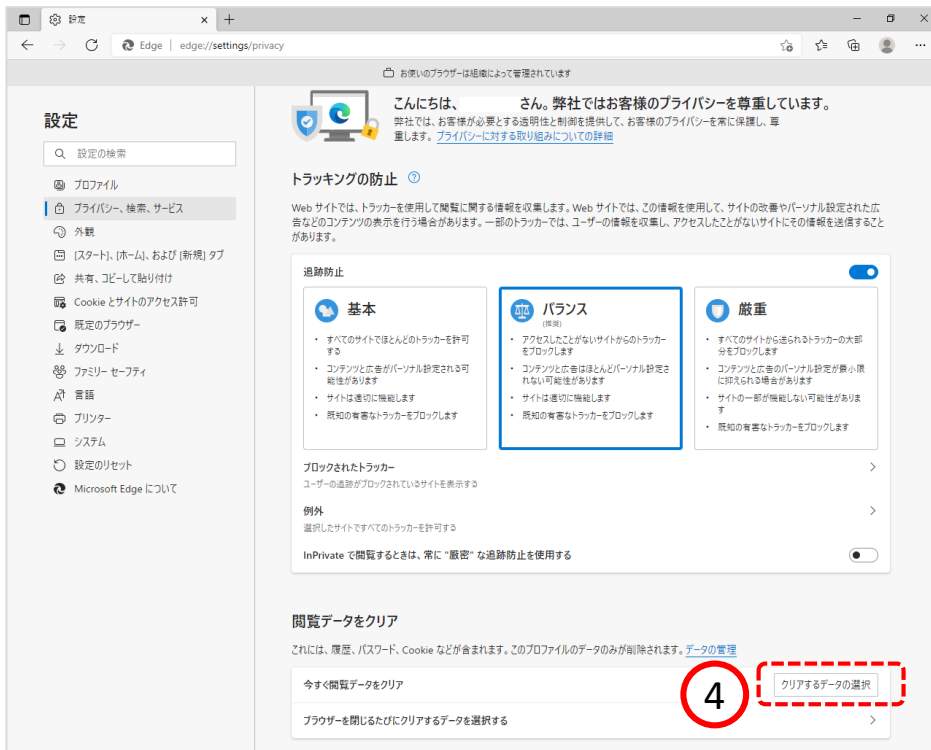 設定
Edge | edge://settings/privacy
お使いのブラウザーは組織によって管理されています
設定
設定の検索
プロファイル
プライバシー、検索、サービス
外観
[スタート]、[ホーム]、および [新規] タブ
共有、コピーして貼り付け
Cookie とサイトのアクセス許可
既定のブラウザー
ダウンロード
ファミリー セーフティ
言語
プリンター
システム
設定のリセット
Microsoft Edge について
こんにちは、 さん。弊社ではお客様のプライバシーを尊重しています。
弊社では、お客様が必要とする透明性と制御を提供して、お客様のプライバシーを常に保護し、尊
重します。プライバシーに対する取り組みについての詳細
トラッキングの防止
Web サイトでは、トラッカーを使用して閲覧に関する情報を収集します。Web サイトでは、この情報を使用して、サイトの改善やパーソナル設定された広
告などのコンテンツの表示を行う場合があります。一部のトラッカーでは、ユーザーの情報を収集し、アクセスしたことがないサイトにその情報を送信すること
があります。
追跡防止
基本
・ すべてのサイトでほとんどのトラッカーを許可
する
・ コンテンツと広告がパーソナル設定される可
能性があります
・ サイトは適切に機能します
・ 既知の有害なトラッカーをブロックします
バランス
(推奨)
・ アクセスしたことがないサイトからのトラッカー
をブロックします
・ コンテンツと広告はほとんどパーソナル設定さ
れない可能性があります
・ サイトは適切に機能します
・ 既知の有害なトラッカーをブロックします
厳重
・ すべてのサイトから送られるトラッカーの大部
分をブロックします
・ コンテンツと広告のパーソナル設定が最小限
に抑えられる場合があります
・ サイトの一部が機能しない可能性がありま
す
・ 既知の有害なトラッカーをブロックします
ブロックされたトラッカー
ユーザーの追跡がブロックされているサイトを表示する
例外
選択したサイトですべてのトラッカーを許可する
InPrivate で閲覧するときは、常に "厳密" な追跡防止を使用する
閲覧データをクリア
これには、履歴、パスワード、Cookie などが含まれます。このプロファイルのデータのみが削除されます。データの管理
今すぐ閲覧データをクリア
4
クリアするデータの選択
ブラウザーを閉じるたびにクリアするデータを選択する